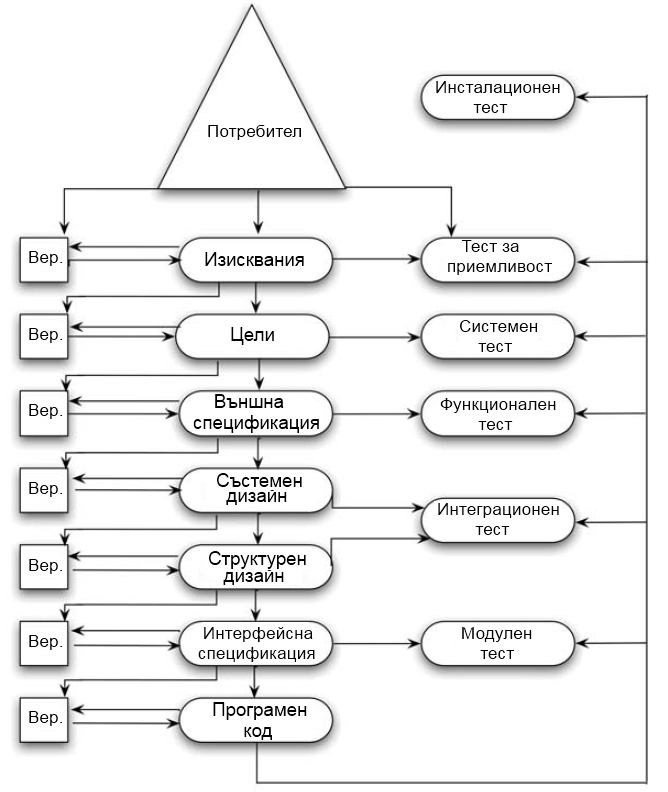 Инсталационен
тест
Потребител
Вер.
Изисквания
Тест за
приемливост
Вер.
Цели
Системен
тест
Вер.
Външна
спецификация
Функционален
тест
Вер.
Състемен
дизайн
Интеграционен
тест
Вер.
Структурен
дизайн
Вер.
Интерфейсна
спецификация
Модулен
тест
Вер.
Програмен
код